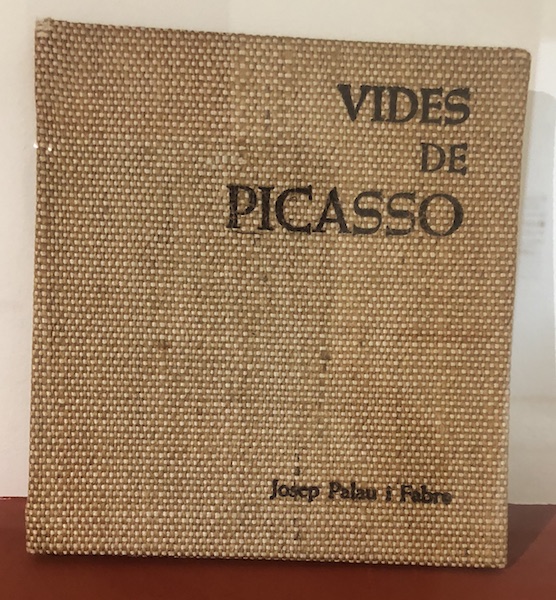 VIDES
DE
PICASSO
Josep Palau i Fabre